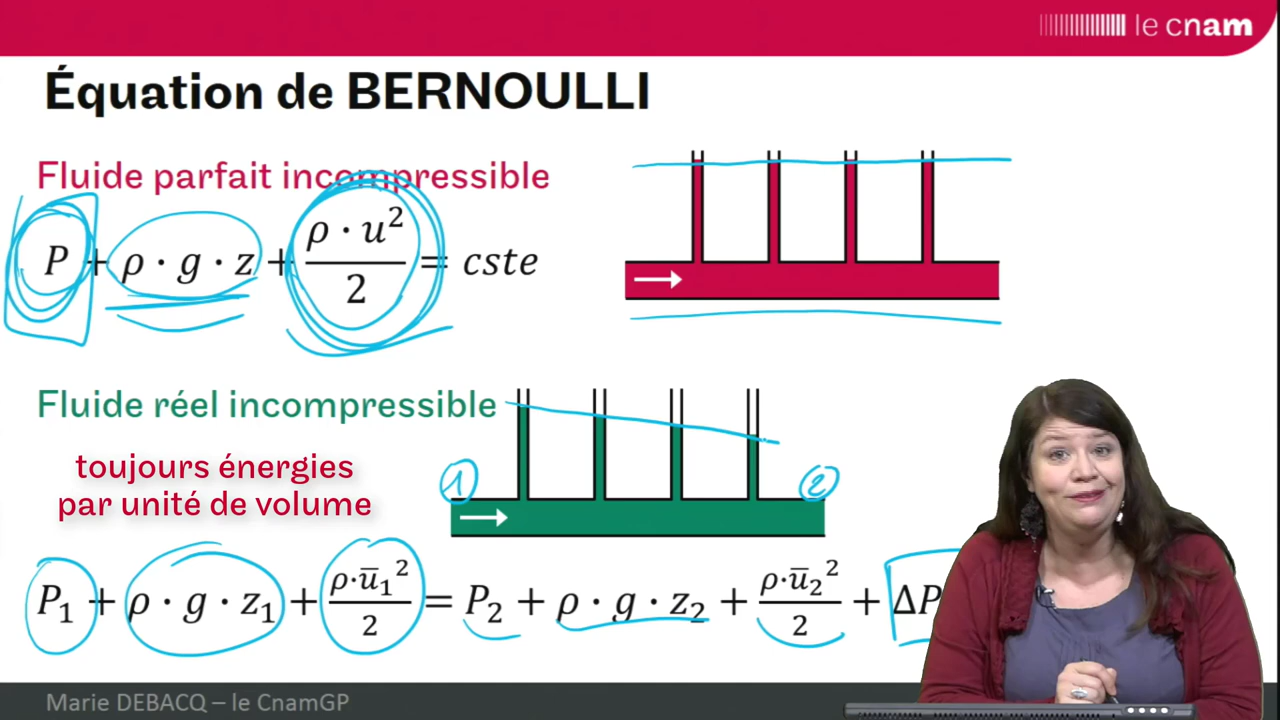 le cnam
Équation de BERNOULLI
Fluide parfait incompressible
P + ρ · g · z + ρ · u² / 2 = cste
Fluide réel incompressible
toujours énergies
par unité de volume
1 2
P₁ + ρ · g · z₁ + ρ·ū₁² / 2 = P₂ + ρ · g · z₂ + ρ·ū₂² / 2 + ΔP
Marie DEBACQ – le CnamGP